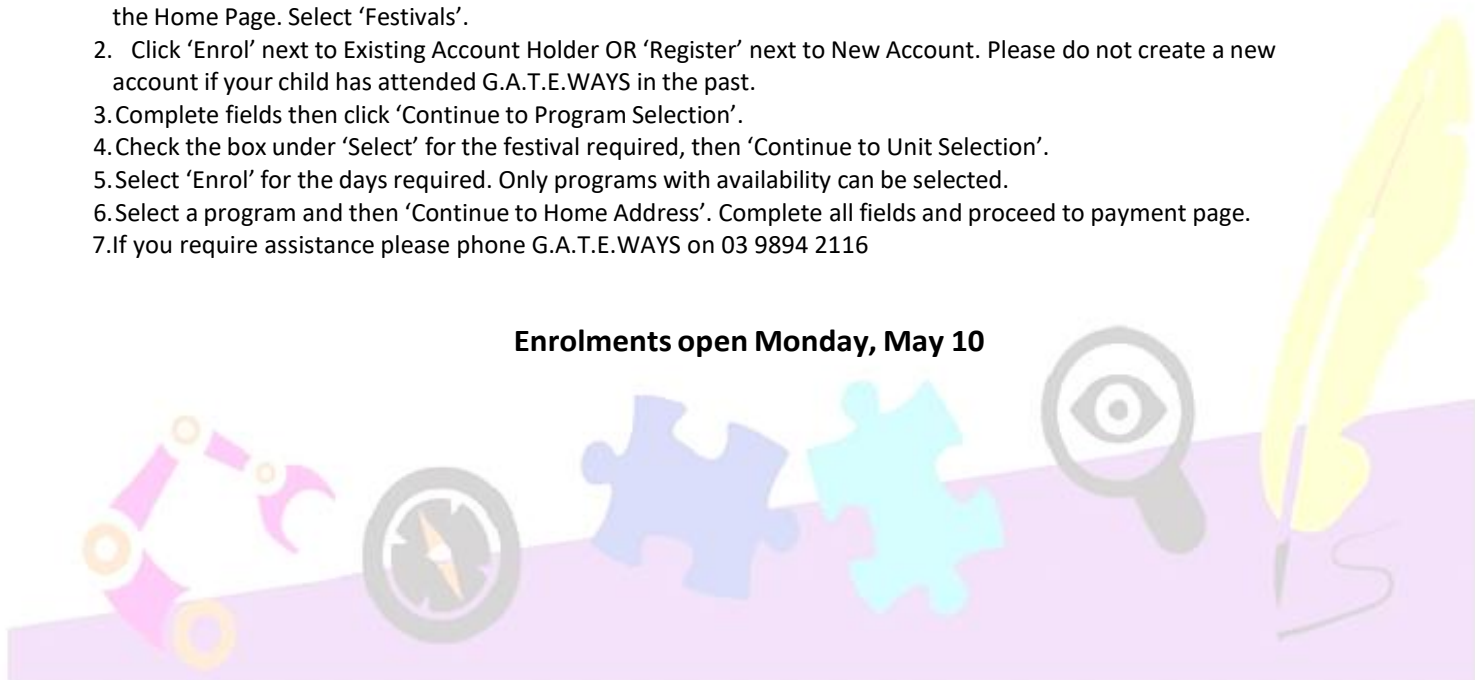 the Home Page. Select ‘Festivals’.
2. Click ‘Enrol’ next to Existing Account Holder OR ‘Register’ next to New Account. Please do not create a new
account if your child has attended G.A.T.E.WAYS in the past.
3.Complete fields then click ‘Continue to Program Selection’.
4.Check the box under ‘Select’ for the festival required, then ‘Continue to Unit Selection’.
5.Select ‘Enrol’ for the days required. Only programs with availability can be selected.
6.Select a program and then ‘Continue to Home Address’. Complete all fields and proceed to payment page.
7.If you require assistance please phone G.A.T.E.WAYS on 03 9894 2116
Enrolments open Monday, May 10